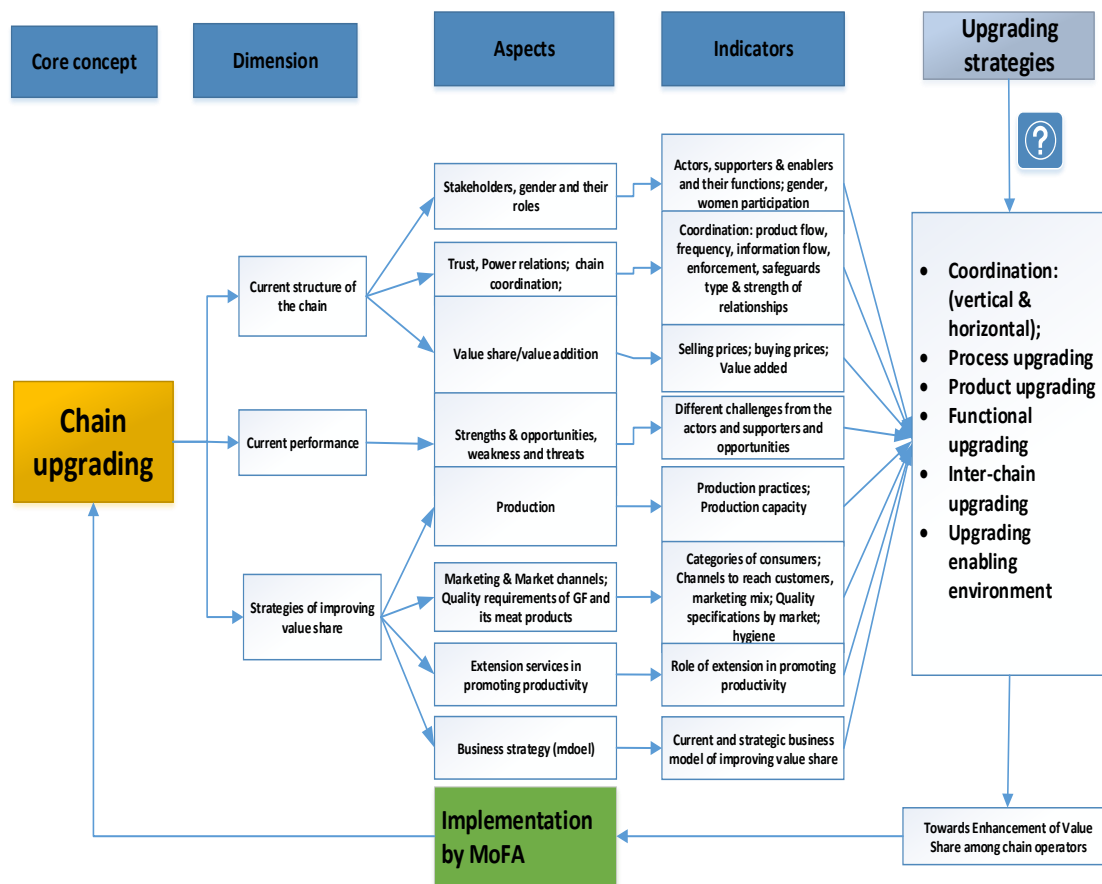 Core concept
Dimension
Aspects
Indicators
Upgrading
strategies
?
Stakeholders, gender and their
roles
Actors, supporters & enablers
and their functions; gender,
women participation
Trust, Power relations; chain
coordination;
Coordination: product flow,
frequency, information flow,
enforcement, safeguards
type & strength of
relationships
Current structure of
the chain
Value share/value addition
Selling prices; buying prices;
Value added
Chain
upgrading
Current performance
Strengths & opportunities,
weakness and threats
Different challenges from the
actors and supporters and
opportunities
Production
Production practices;
Production capacity
Strategies of improving
value share
Marketing & Market channels;
Quality requirements of GF and
its meat products
Categories of consumers;
Channels to reach customers,
marketing mix; Quality
specifications by market;
hygiene
Extension services in
promoting productivity
Role of extension in promoting
productivity
Business strategy (mdoel)
Current and strategic business
model of improving value share
• Coordination:
(vertical &
horizontal);
• Process upgrading
• Product upgrading
• Functional
upgrading
• Inter-chain
upgrading
• Upgrading
enabling
environment
Implementation
by MoFA
Towards Enhancement of Value
Share among chain operators